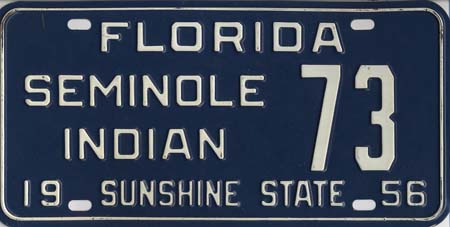 FLORIDA
SEMINOLE 73
INDIAN
19 SUNSHINE STATE 56